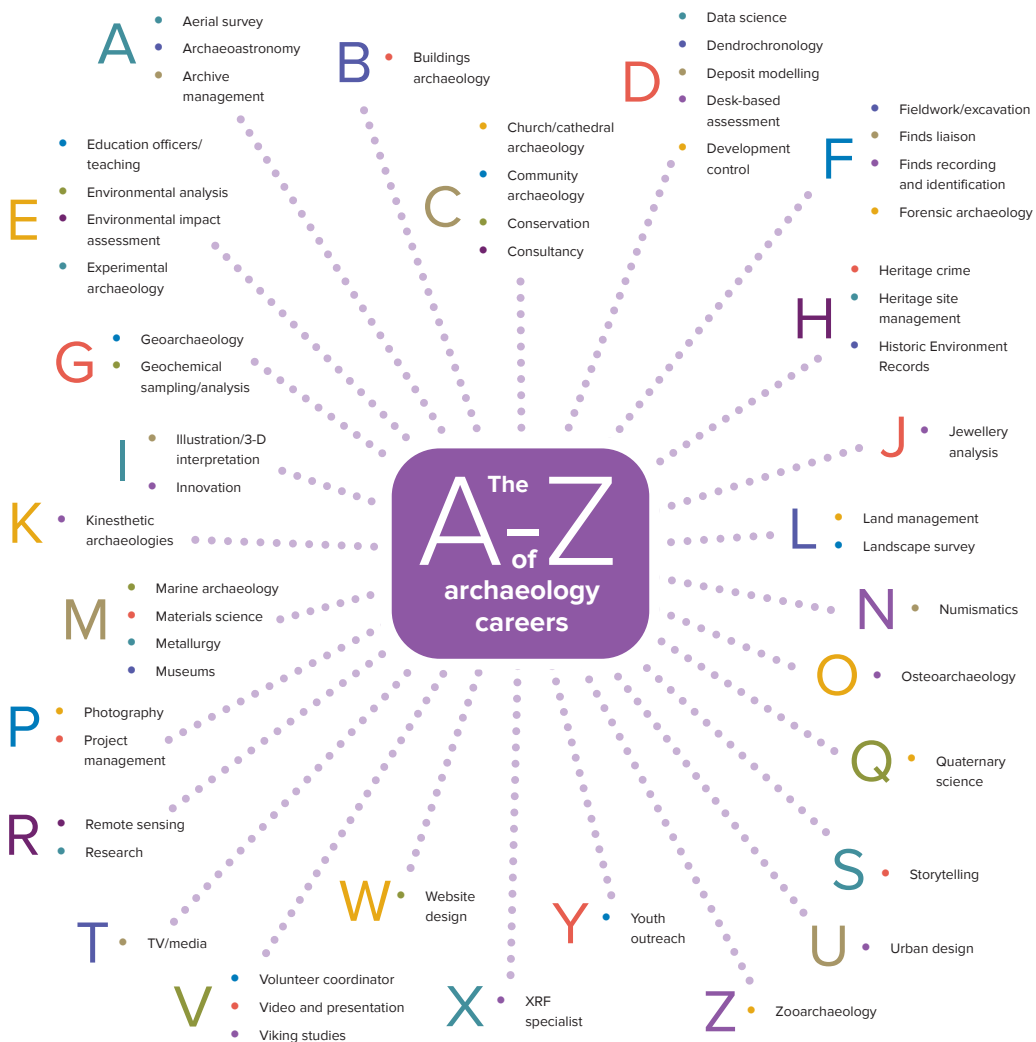 The
A–Z
of
archaeology
careers
A
Aerial survey
Archaeoastronomy
Archive
management
B
Buildings
archaeology
C
Church/cathedral
archaeology
Community
archaeology
Conservation
Consultancy
D
Data science
Dendrochronology
Deposit modelling
Desk-based
assessment
Development
control
E
Education officers/
teaching
Environmental analysis
Environmental impact
assessment
Experimental
archaeology
F
Fieldwork/excavation
Finds liaison
Finds recording
and identification
Forensic archaeology
G
Geoarchaeology
Geochemical
sampling/analysis
H
Heritage crime
Heritage site
management
Historic Environment
Records
I
Illustration/3-D
interpretation
Innovation
J
Jewellery
analysis
K
Kinesthetic
archaeologies
L
Land management
Landscape survey
M
Marine archaeology
Materials science
Metallurgy
Museums
N
Numismatics
O
Osteoarchaeology
P
Photography
Project
management
Q
Quaternary
science
R
Remote sensing
Research
S
Storytelling
T
TV/media
U
Urban design
V
Volunteer coordinator
Video and presentation
Viking studies
W
Website
design
X
XRF
specialist
Y
Youth
outreach
Z
Zooarchaeology